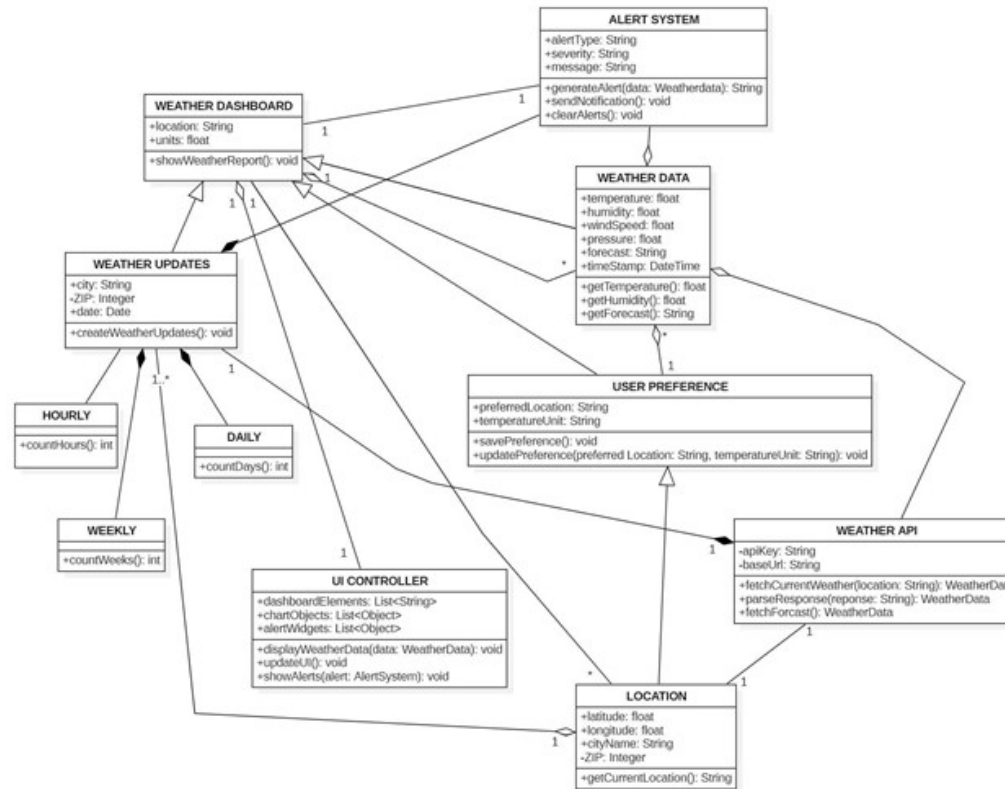 ALERT SYSTEM
+alertType: String
+severity: String
+message: String
+generateAlert(data: Weatherdata): String
+sendNotification(): void
+clearAlerts(): void
1
1
WEATHER DASHBOARD
+location: String
+units: float
+showWeatherReport(): void
1
1
1
WEATHER DATA
+temperature: float
+humidity: float
+windSpeed: float
+pressure: float
+forecast: String
+timeStamp: DateTime
+getTemperature(): float
+getHumidity(): float
+getForecast(): String
*
*
1
WEATHER UPDATES
+city: String
-ZIP: Integer
+date: Date
+createWeatherUpdates(): void
1..*
1
USER PREFERENCE
+preferredLocation: String
+temperatureUnit: String
+savePreference(): void
+updatePreference(preferred Location: String, temperatureUnit: String): void
HOURLY
+countHours(): int
DAILY
+countDays(): int
WEEKLY
+countWeeks(): int
WEATHER API
-apiKey: String
-baseUrl: String
+fetchCurrentWeather(location: String): WeatherDa
+parseResponse(reponse: String): WeatherData
+fetchForcast(): WeatherData
1
1
1
UI CONTROLLER
+dashboardElements: List<String>
+chartObjects: List<Object>
+alertWidgets: List<Object>
+displayWeatherData(data: WeatherData): void
+updateUI(): void
+showAlerts(alert: AlertSystem): void
*
1
1
LOCATION
+latitude: float
+longitude: float
+cityName: String
-ZIP: Integer
+getCurrentLocation(): String